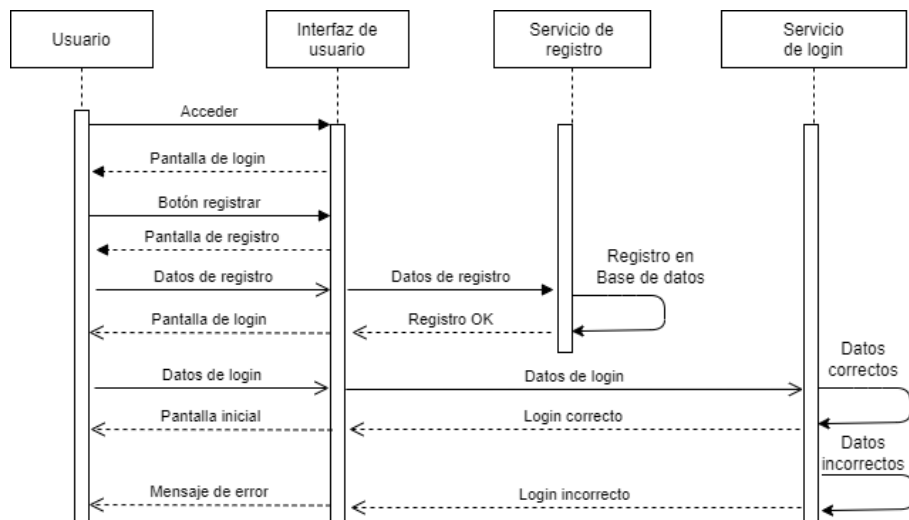 Usuario
Interfaz de
usuario
Servicio de
registro
Servicio
de login
Acceder
Pantalla de login
Botón registrar
Pantalla de registro
Datos de registro
Datos de registro
Registro en
Base de datos
Pantalla de login
Registro OK
Datos de login
Datos de login
Datos
correctos
Pantalla inicial
Login correcto
Datos
incorrectos
Mensaje de error
Login incorrecto